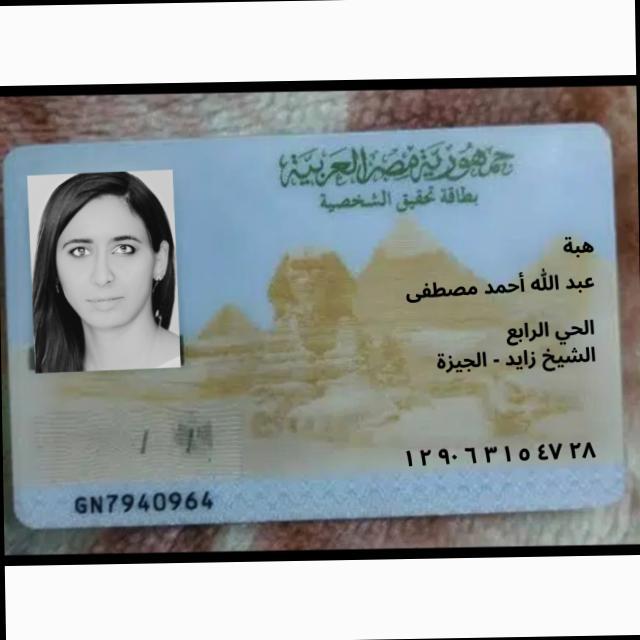 جمهورية مصر العربية
بطاقة تحقيق الشخصية
هبة
عبد الله أحمد مصطفى
الحي الرابع
الشيخ زايد - الجيزة
١٢٩٠٦٣١٥٤٧٢٨
GN7940964